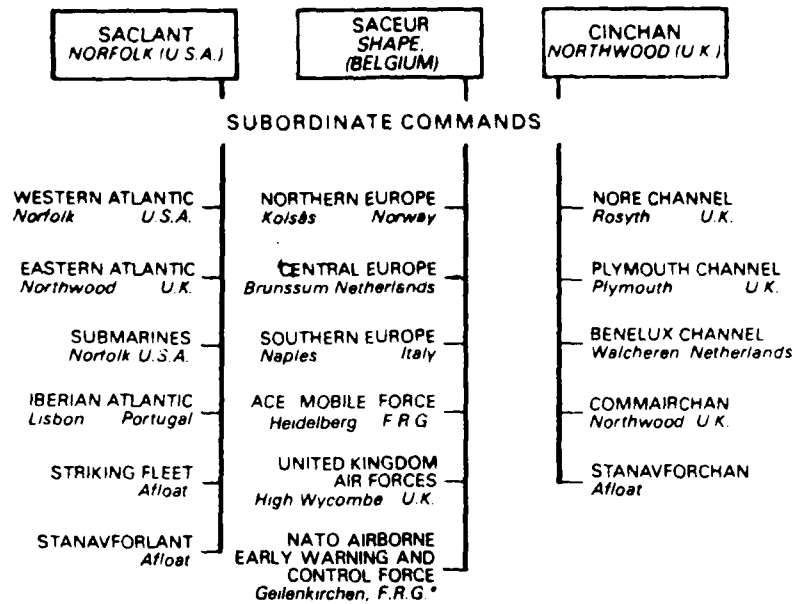 SACLANT
NORFOLK (U.S.A.)
SACEUR
SHAPE,
(BELGIUM)
CINCHAN
NORTHWOOD (U.K.)
SUBORDINATE COMMANDS
WESTERN ATLANTIC
Norfolk U.S.A.
EASTERN ATLANTIC
Northwood U.K.
SUBMARINES
Norfolk U.S.A.
IBERIAN ATLANTIC
Lisbon Portugal
STRIKING FLEET
Afloat
STANAVFORLANT
Afloat
NORTHERN EUROPE
Kolsås Norway
CENTRAL EUROPE
Brunssum Netherlands
SOUTHERN EUROPE
Naples Italy
ACE MOBILE FORCE
Heidelberg F R G
UNITED KINGDOM
AIR FORCES
High Wycombe U.K.
NATO AIRBORNE
EARLY WARNING AND
CONTROL FORCE
Geilenkirchen, F.R.G.*
NORE CHANNEL
Rosyth U.K.
PLYMOUTH CHANNEL
Plymouth U K.
BENELUX CHANNEL
Walcheren Netherlands
COMMAIRCHAN
Northwood U K.
STANAVFORCHAN
Afloat